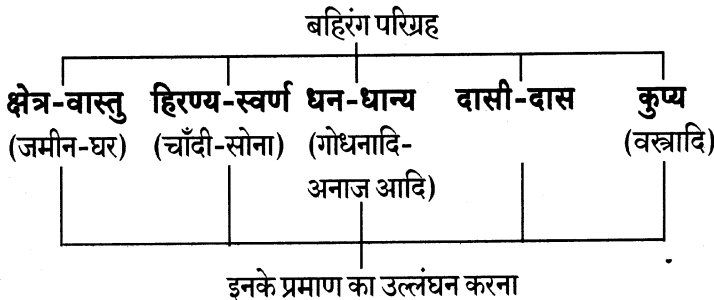 बहिरंग परिग्रह
क्षेत्र-वास्तु हिरण्य-स्वर्ण धन-धान्य दासी-दास कुप्य
(जमीन-घर) (चाँदी-सोना) (गोधनादि- (वस्त्रादि)
अनाज आदि)
इनके प्रमाण का उल्लंघन करना